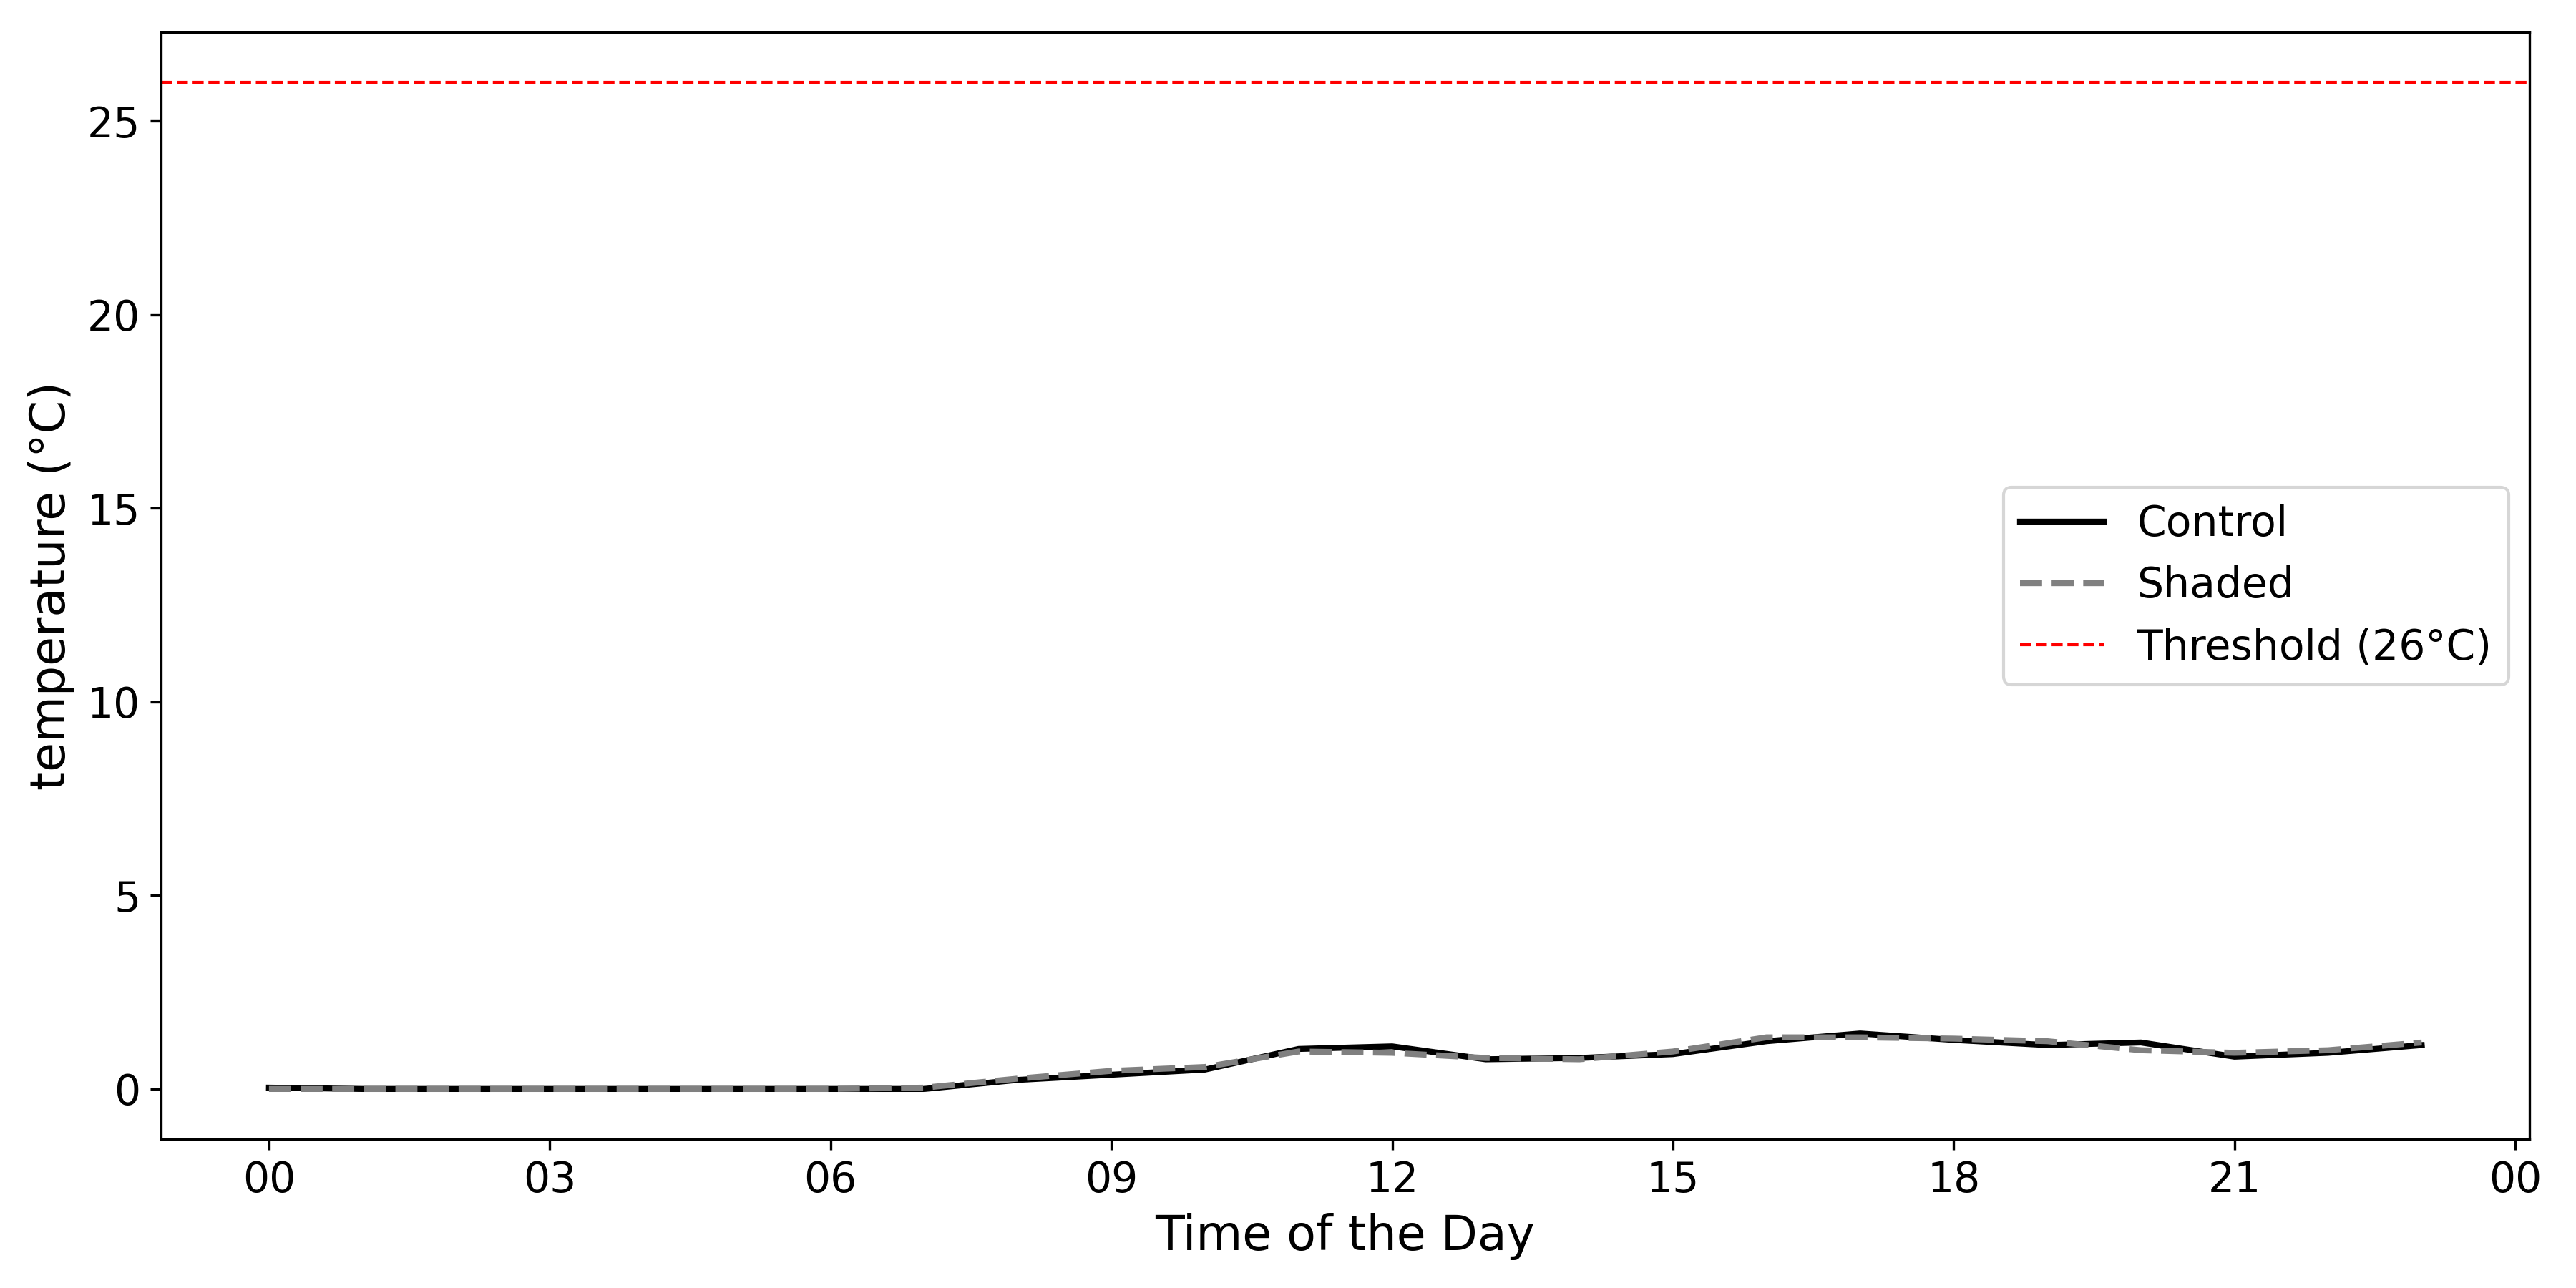 25
20
15
10
5
0
temperature (°C)
Control
Shaded
Threshold (26°C)
00 03 06 09 12 15 18 21 00
Time of the Day